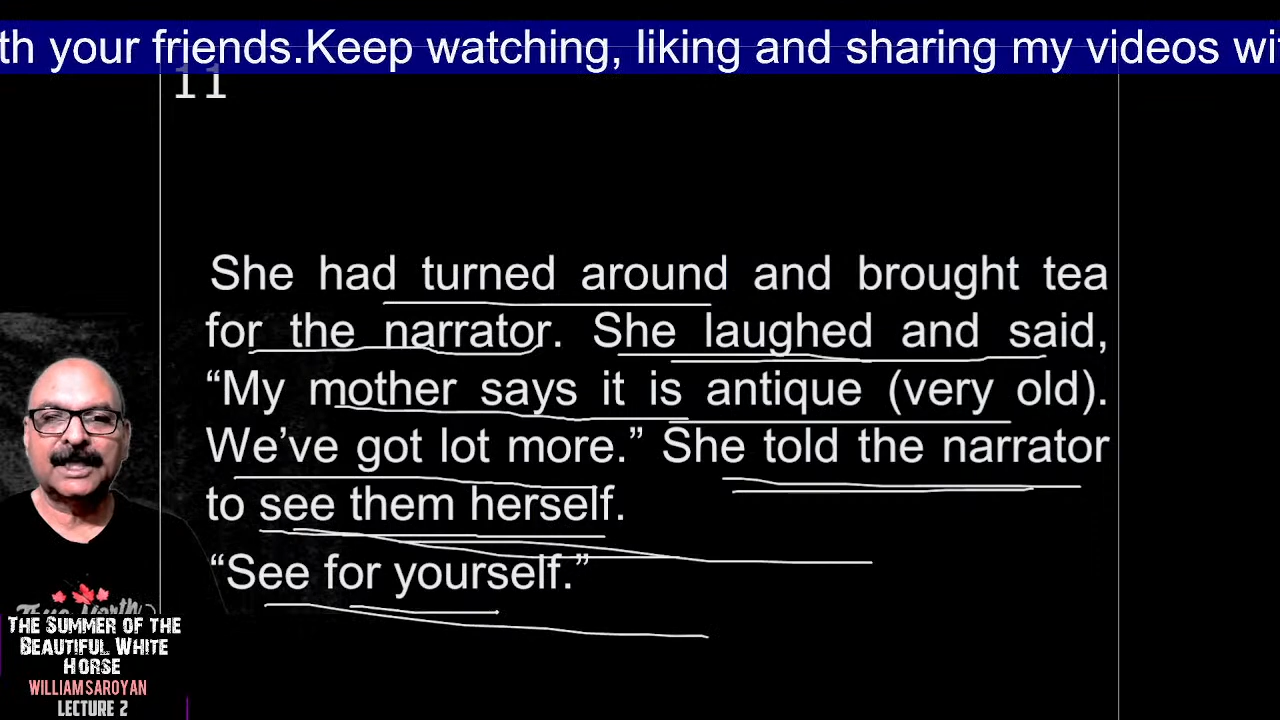 th your friends.Keep watching, liking and sharing my videos wi
11
She had turned around and brought tea
for the narrator. She laughed and said,
“My mother says it is antique (very old).
We’ve got lot more.” She told the narrator
to see them herself.
“See for yourself.”
True North
THE SUMMER OF THE
BEAUTIFUL WHITE
HORSE
WILLIAM SAROYAN
LECTURE 2